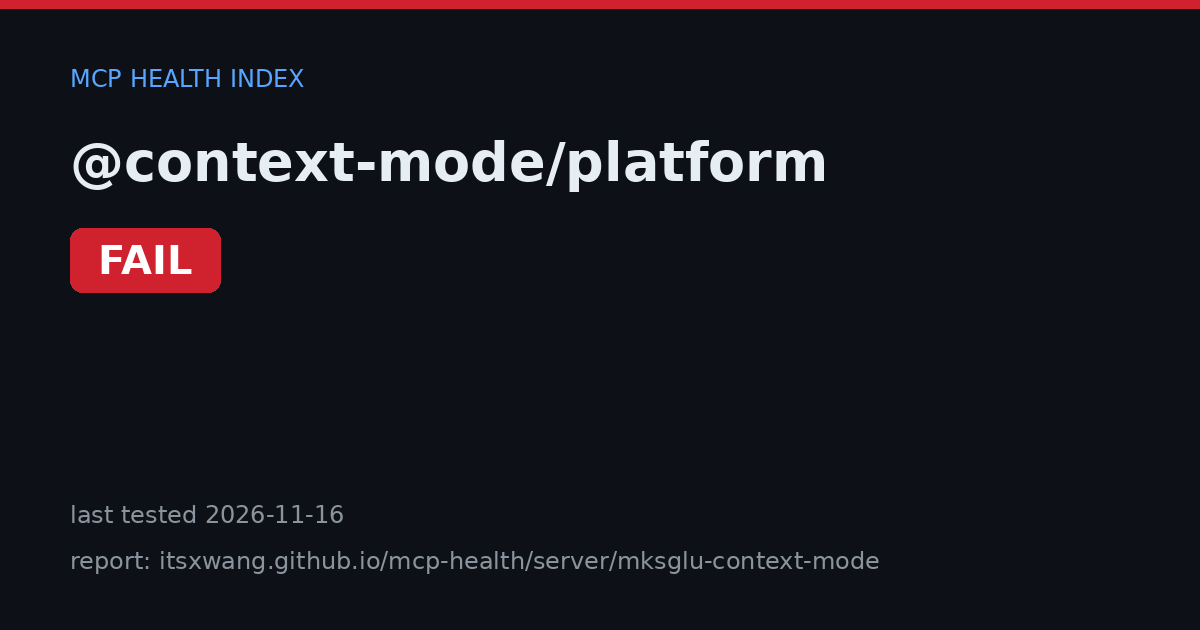 MCP HEALTH INDEX
@context-mode/platform
FAIL
last tested 2026-11-16
report: itsxwang.github.io/mcp-health/server/mksglu-context-mode